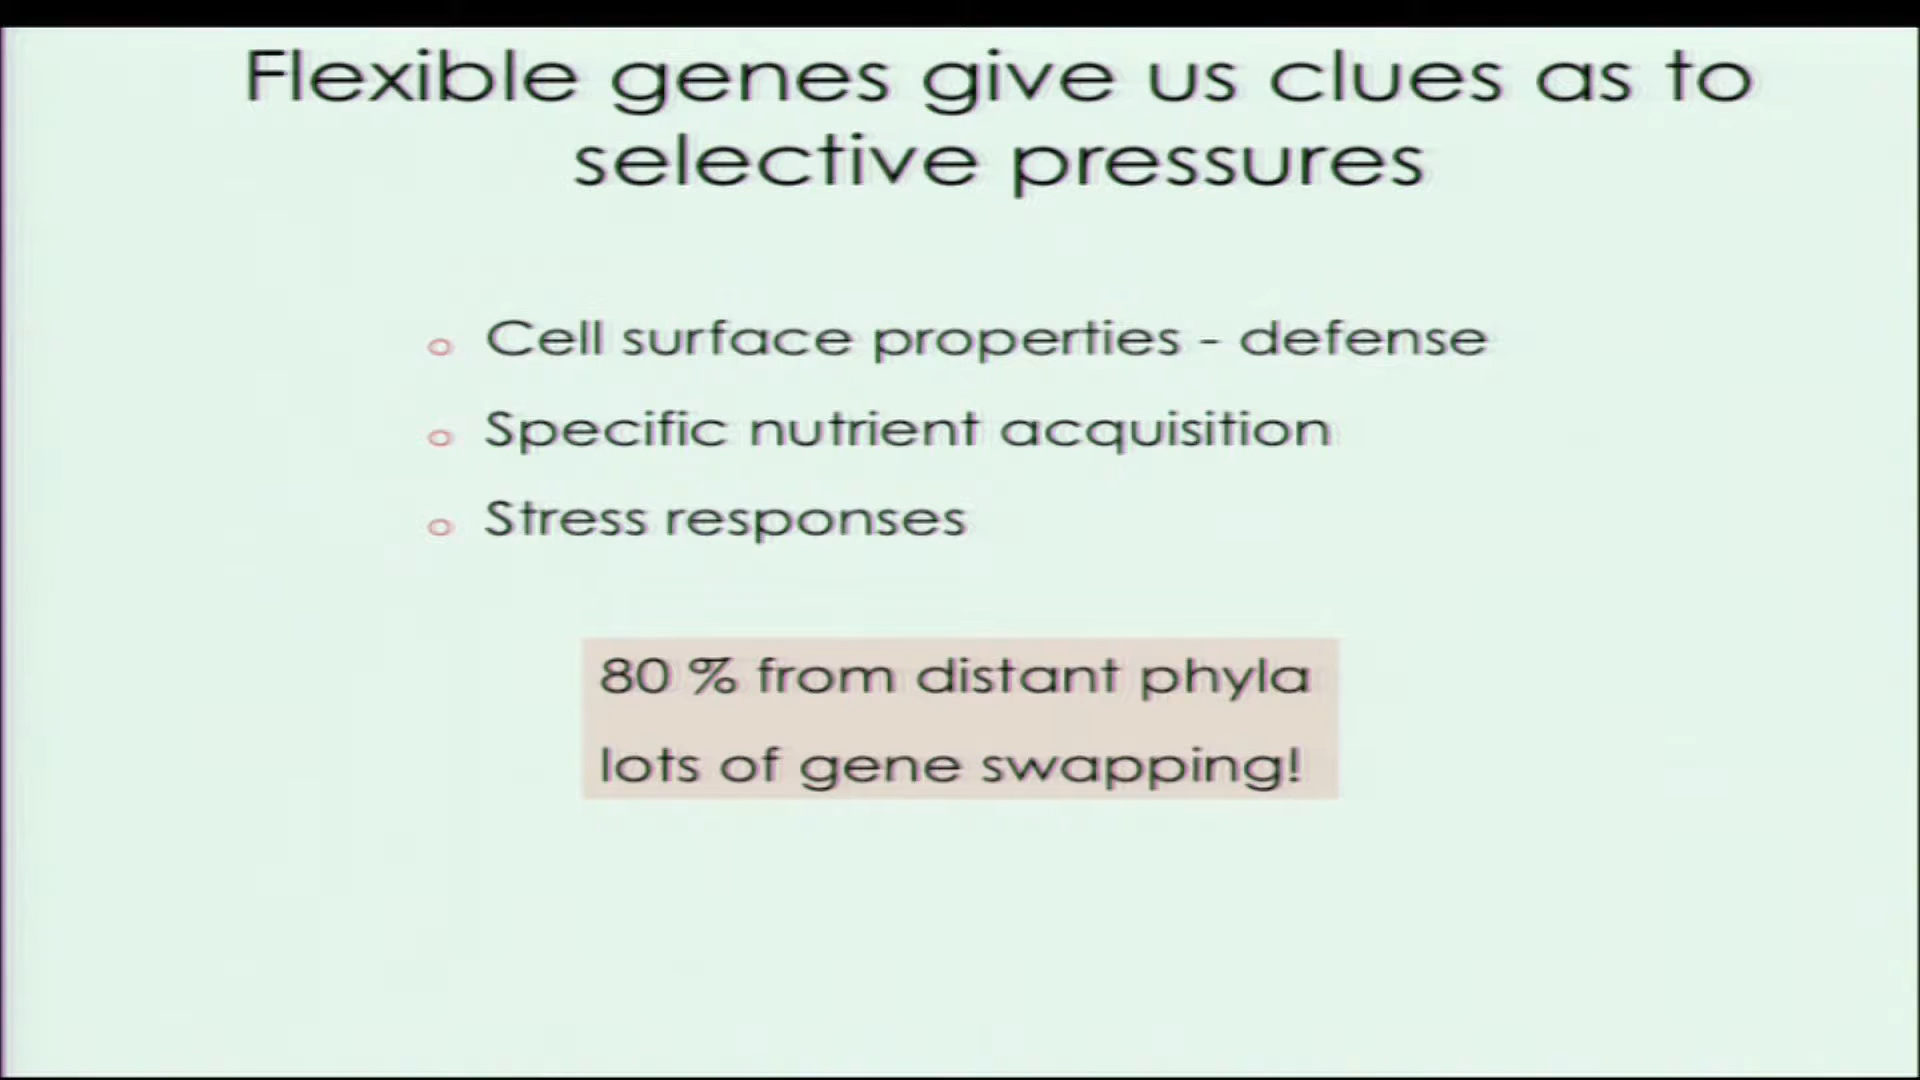 Flexible genes give us clues as to
selective pressures
Cell surface properties - defense
Specific nutrient acquisition
Stress responses
80 % from distant phyla
lots of gene swapping!